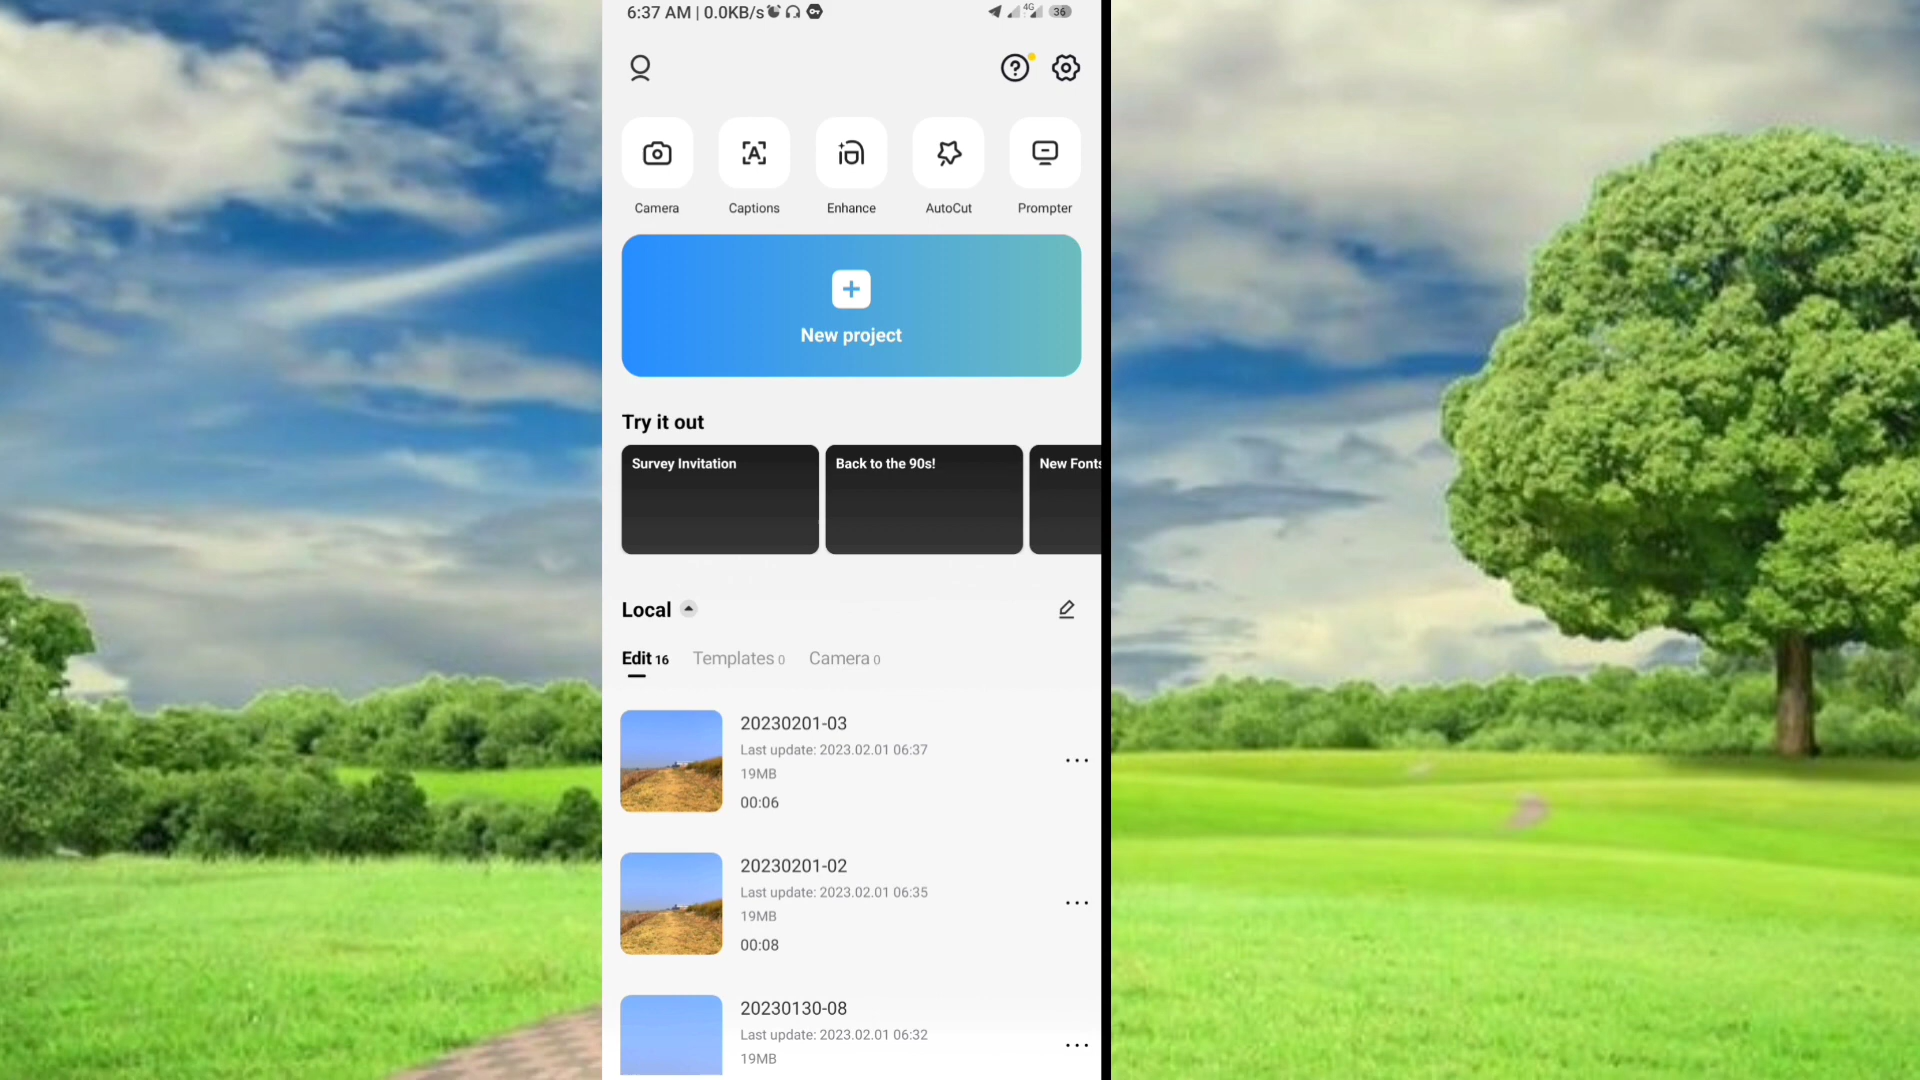 6:37 AM | 0.0KB/s
4G
36
Camera
Captions
Enhance
AutoCut
Prompter
New project
Try it out
Survey Invitation
Back to the 90s!
New Fonts
Local
Edit 16
Templates 0
Camera 0
20230201-03
Last update: 2023.02.01 06:37
19MB
00:06
20230201-02
Last update: 2023.02.01 06:35
19MB
00:08
20230130-08
Last update: 2023.02.01 06:32
19MB